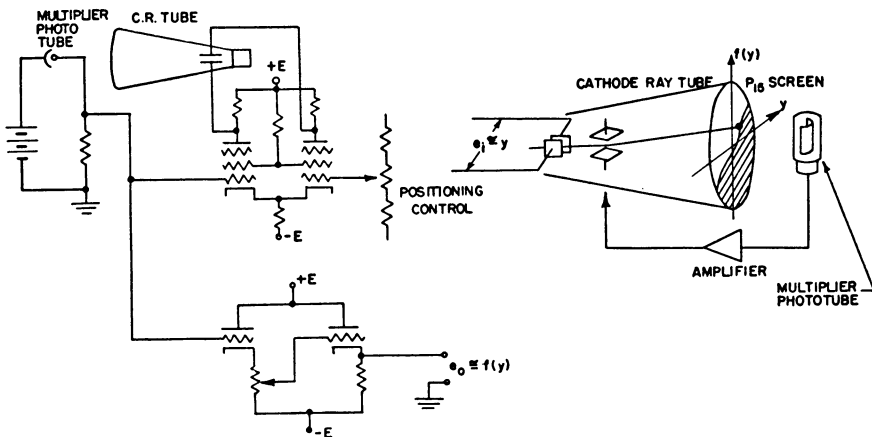 MULTIPLIER
PHOTO
TUBE
C.R. TUBE
+E
-E
POSITIONING
CONTROL
+E
-E
e₀ ≅ f(y)
CATHODE RAY TUBE
f(y)
P₁₅ SCREEN
y
eᵢ ≅ y
AMPLIFIER
MULTIPLIER
PHOTOTUBE